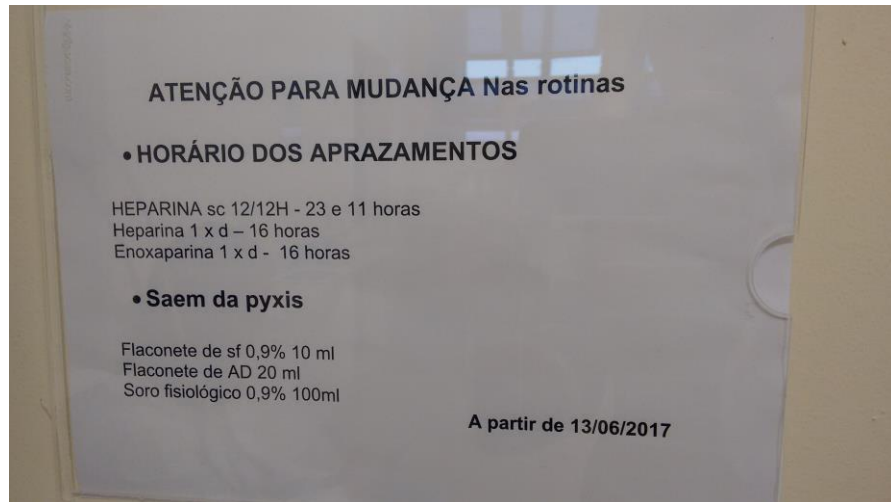 ATENÇÃO PARA MUDANÇA Nas rotinas
• HORÁRIO DOS APRAZAMENTOS
HEPARINA sc 12/12H - 23 e 11 horas
Heparina 1 x d – 16 horas
Enoxaparina 1 x d - 16 horas
• Saem da pyxis
Flaconete de sf 0,9% 10 ml
Flaconete de AD 20 ml
Soro fisiológico 0,9% 100ml
A partir de 13/06/2017